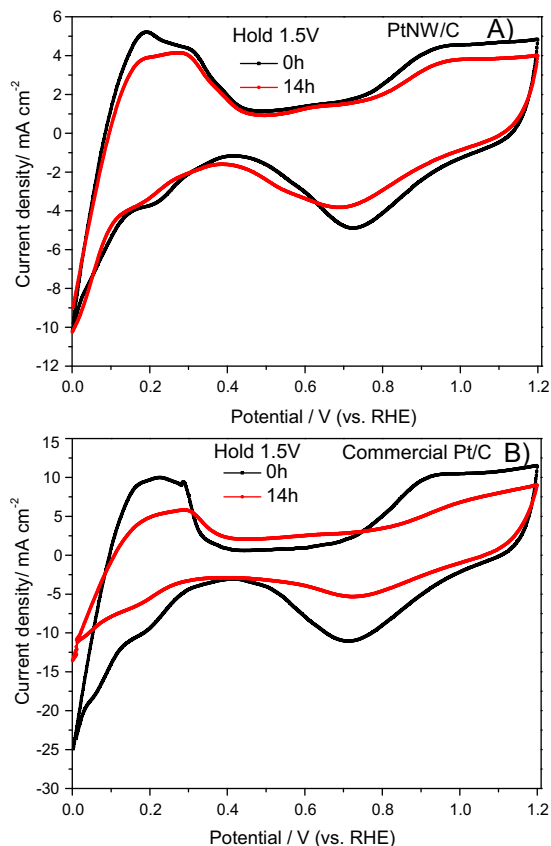 A)
PtNW/C
Hold 1.5V
0h
14h
6
4
2
0
-2
-4
-6
-8
-10
-12
Current density/ mA cm-2
0.0 0.2 0.4 0.6 0.8 1.0 1.2
Potential / V (vs. RHE)
B)
Commercial Pt/C
Hold 1.5V
0h
14h
15
10
5
0
-5
-10
-15
-20
-25
-30
Current density/ mA cm-2
0.0 0.2 0.4 0.6 0.8 1.0 1.2
Potential / V (vs. RHE)